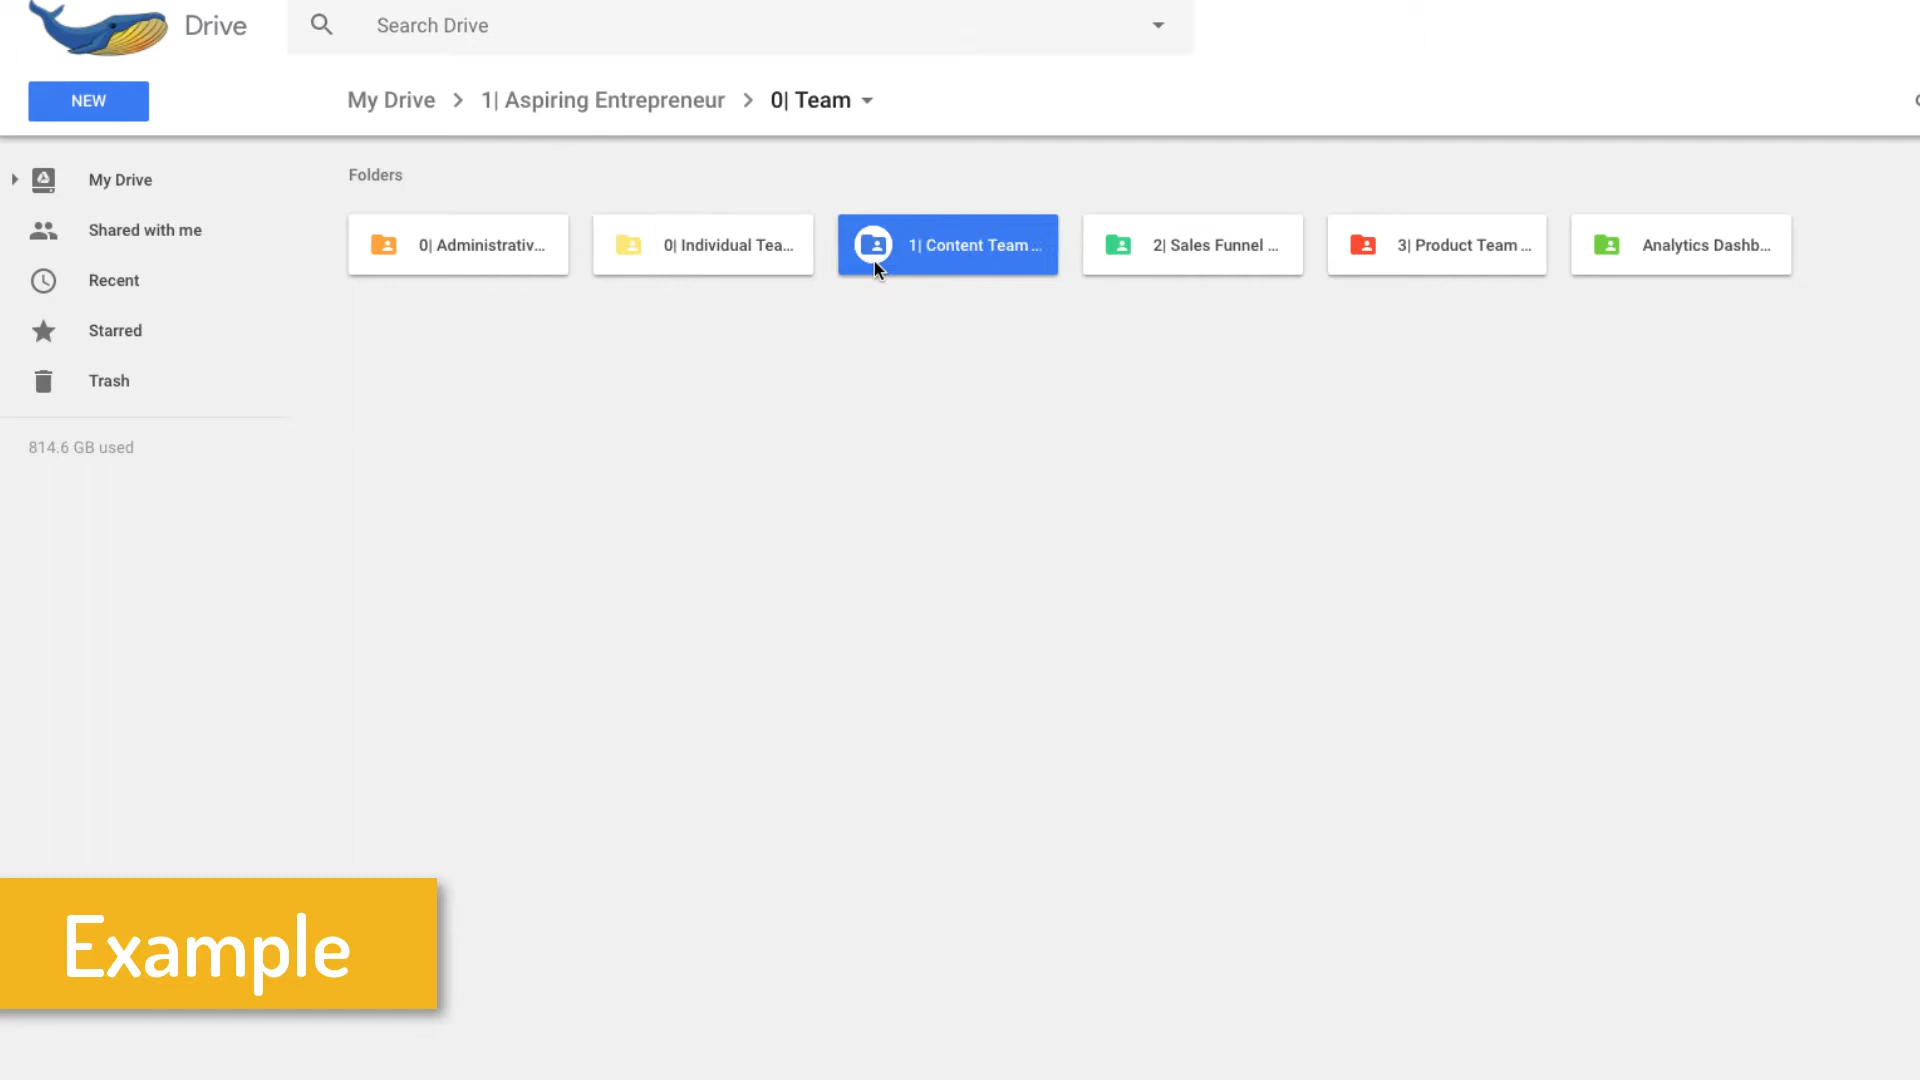 Drive
Search Drive
NEW
My Drive > 1| Aspiring Entrepreneur > 0| Team
My Drive
Shared with me
Recent
Starred
Trash
814.6 GB used
Folders
0| Administrativ...
0| Individual Tea...
1| Content Team ...
2| Sales Funnel ...
3| Product Team ...
Analytics Dashb...
Example